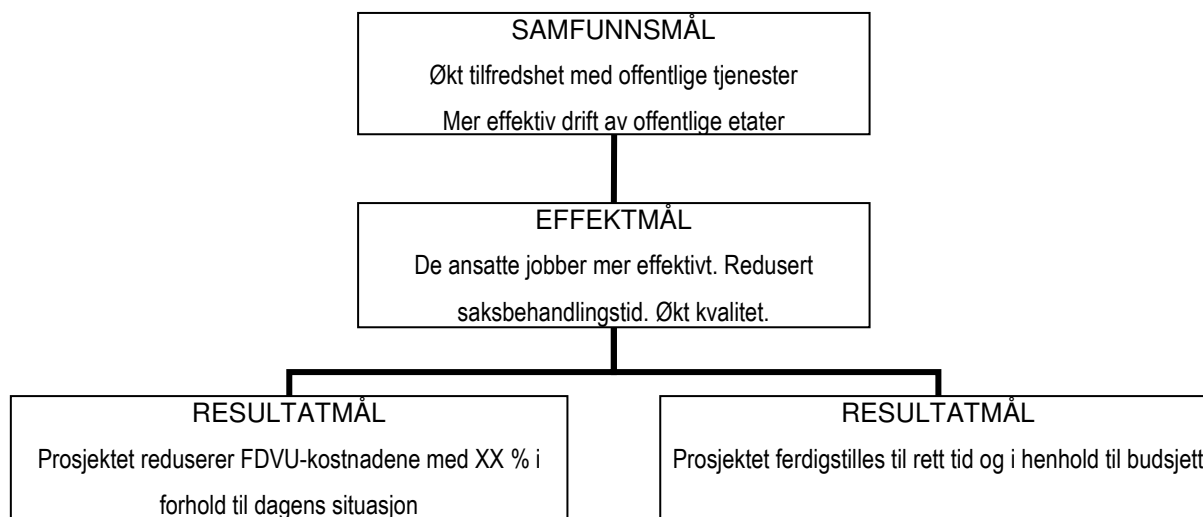 SAMFUNNSMÅL
Økt tilfredshet med offentlige tjenester
Mer effektiv drift av offentlige etater
EFFEKTMÅL
De ansatte jobber mer effektivt. Redusert
saksbehandlingstid. Økt kvalitet.
RESULTATMÅL
Prosjektet reduserer FDVU-kostnadene med XX % i
forhold til dagens situasjon
RESULTATMÅL
Prosjektet ferdigstilles til rett tid og i henhold til budsjett